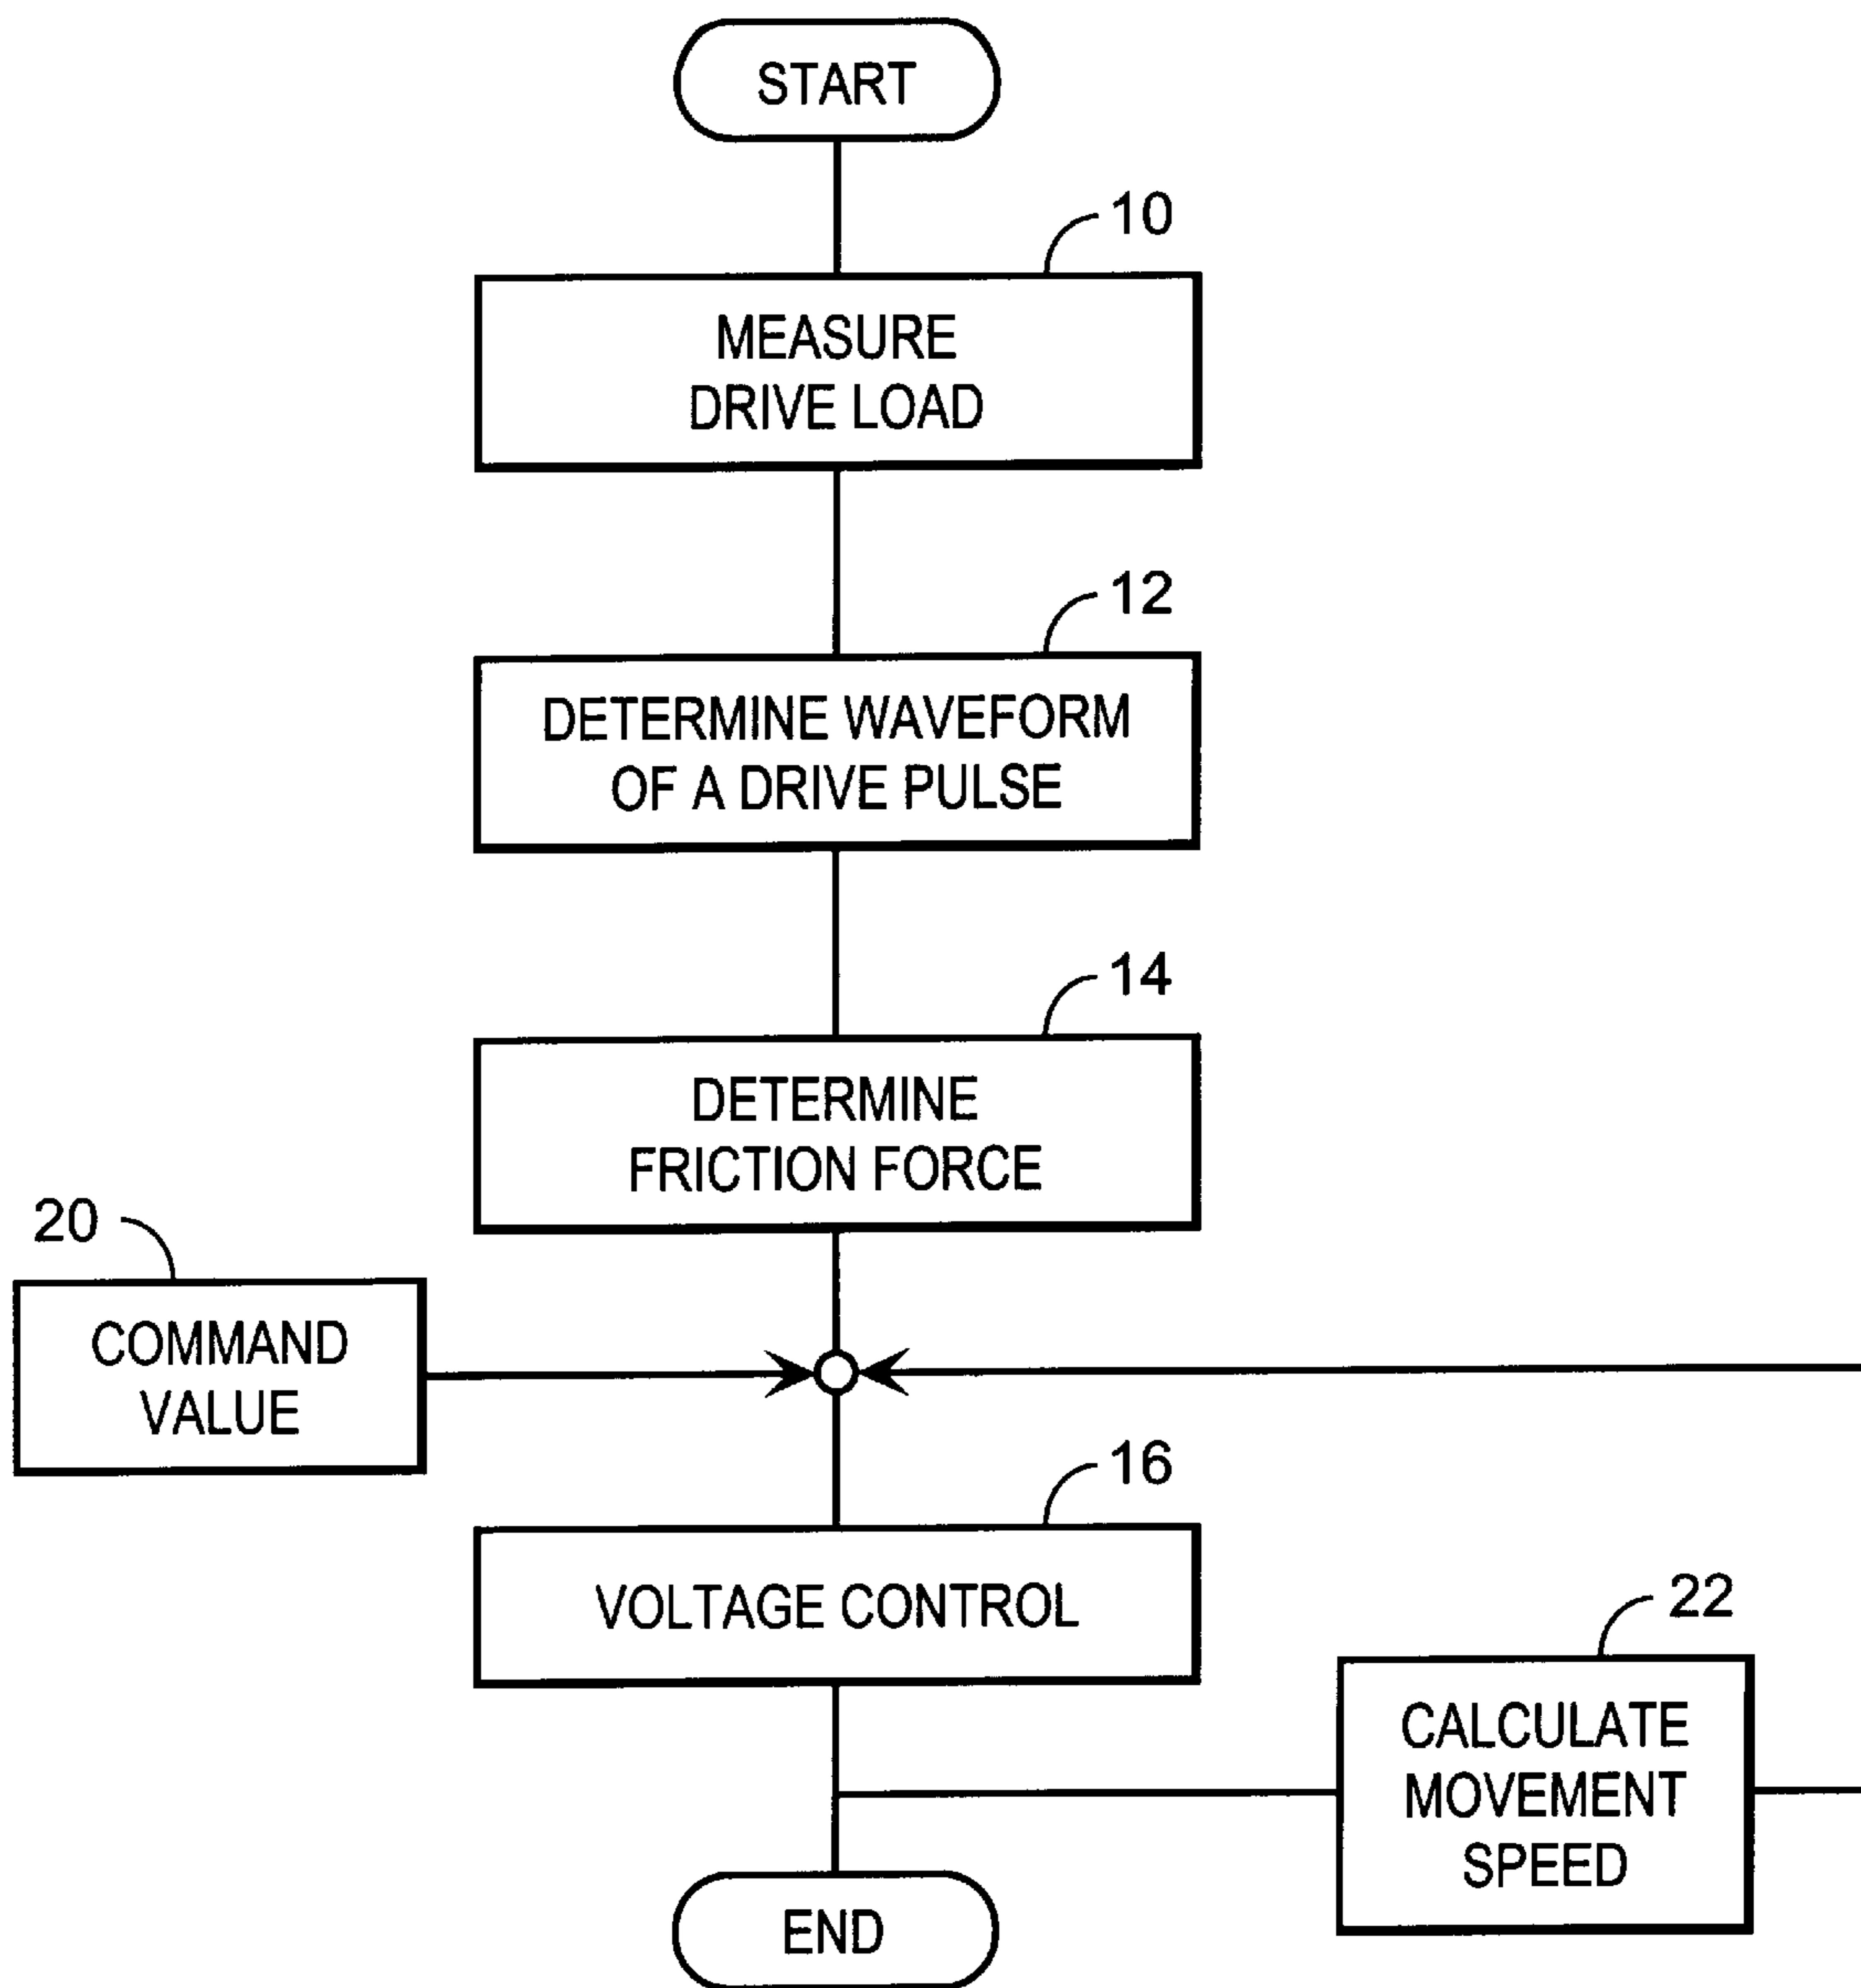 START
10
MEASURE
DRIVE LOAD
12
DETERMINE WAVEFORM
OF A DRIVE PULSE
14
DETERMINE
FRICTION FORCE
20
COMMAND
VALUE
16
VOLTAGE CONTROL
22
CALCULATE
MOVEMENT
SPEED
END